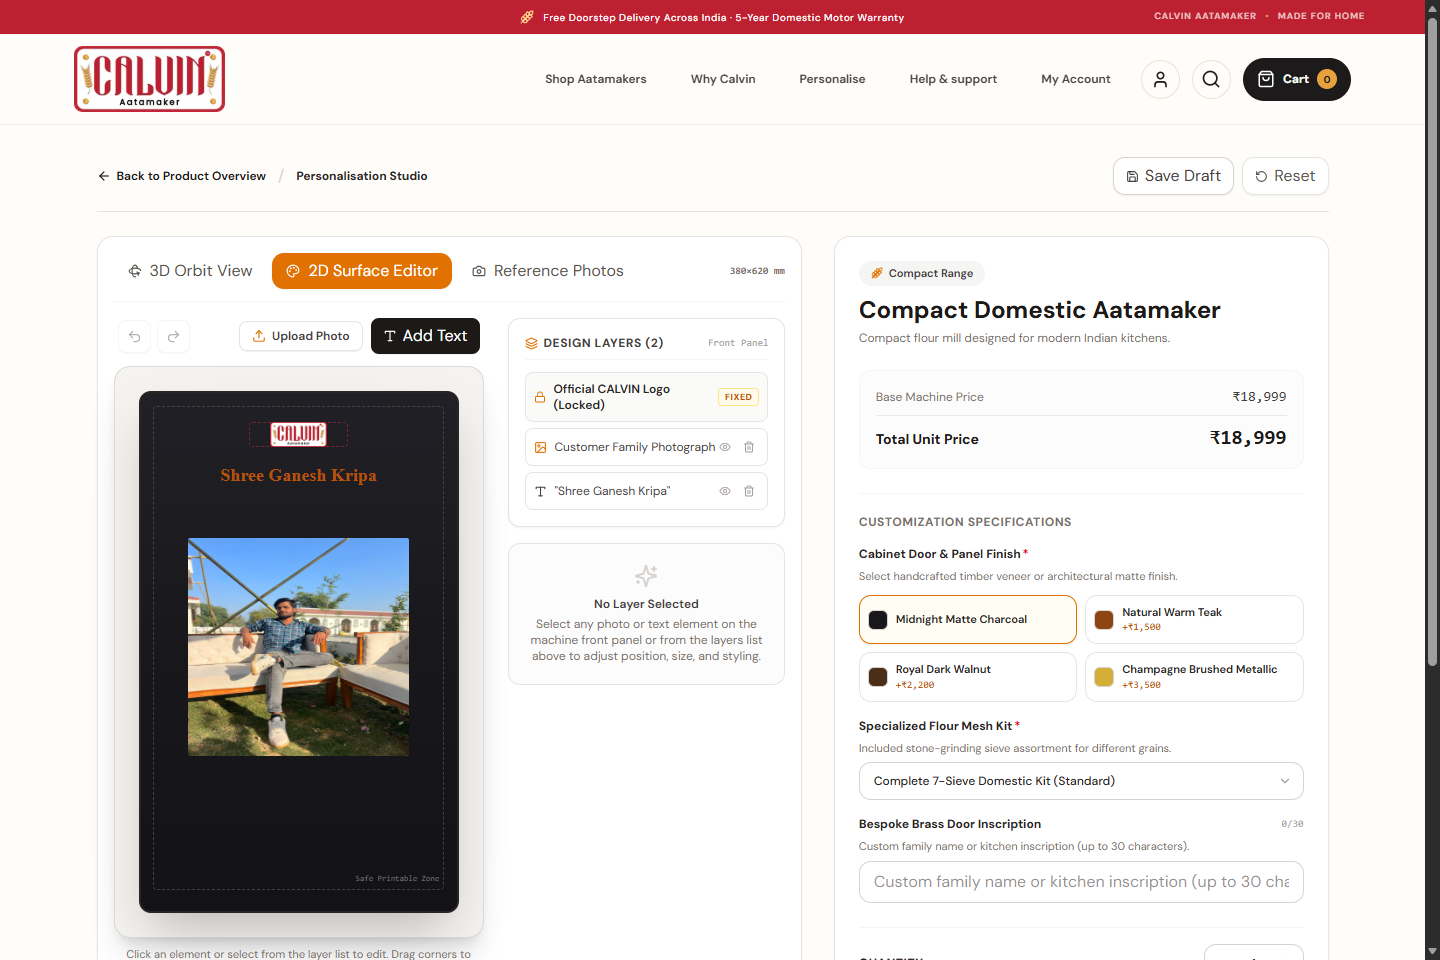 Free Doorstep Delivery Across India · 5-Year Domestic Motor Warranty
CALVIN AATAMAKER • MADE FOR HOME
CALVIN
Aatamaker
Shop Aatamakers
Why Calvin
Personalise
Help & support
My Account
Cart 0
Back to Product Overview / Personalisation Studio
Save Draft
Reset
3D Orbit View
2D Surface Editor
Reference Photos
380×620 mm
Upload Photo
Add Text
CALVIN
Aatamaker
Shree Ganesh Kripa
Safe Printable Zone
Click an element or select from the layer list to edit. Drag corners to
DESIGN LAYERS (2)
Front Panel
Official CALVIN Logo
(Locked)
FIXED
Customer Family Photograph
"Shree Ganesh Kripa"
No Layer Selected
Select any photo or text element on the
machine front panel or from the layers list
above to adjust position, size, and styling.
Compact Range
Compact Domestic Aatamaker
Compact flour mill designed for modern Indian kitchens.
Base Machine Price ₹18,999
Total Unit Price ₹18,999
CUSTOMIZATION SPECIFICATIONS
Cabinet Door & Panel Finish *
Select handcrafted timber veneer or architectural matte finish.
Midnight Matte Charcoal
Natural Warm Teak
+₹1,500
Royal Dark Walnut
+₹2,200
Champagne Brushed Metallic
+₹3,500
Specialized Flour Mesh Kit *
Included stone-grinding sieve assortment for different grains.
Complete 7-Sieve Domestic Kit (Standard)
Bespoke Brass Door Inscription 0/30
Custom family name or kitchen inscription (up to 30 characters).
Custom family name or kitchen inscription (up to 30 cha